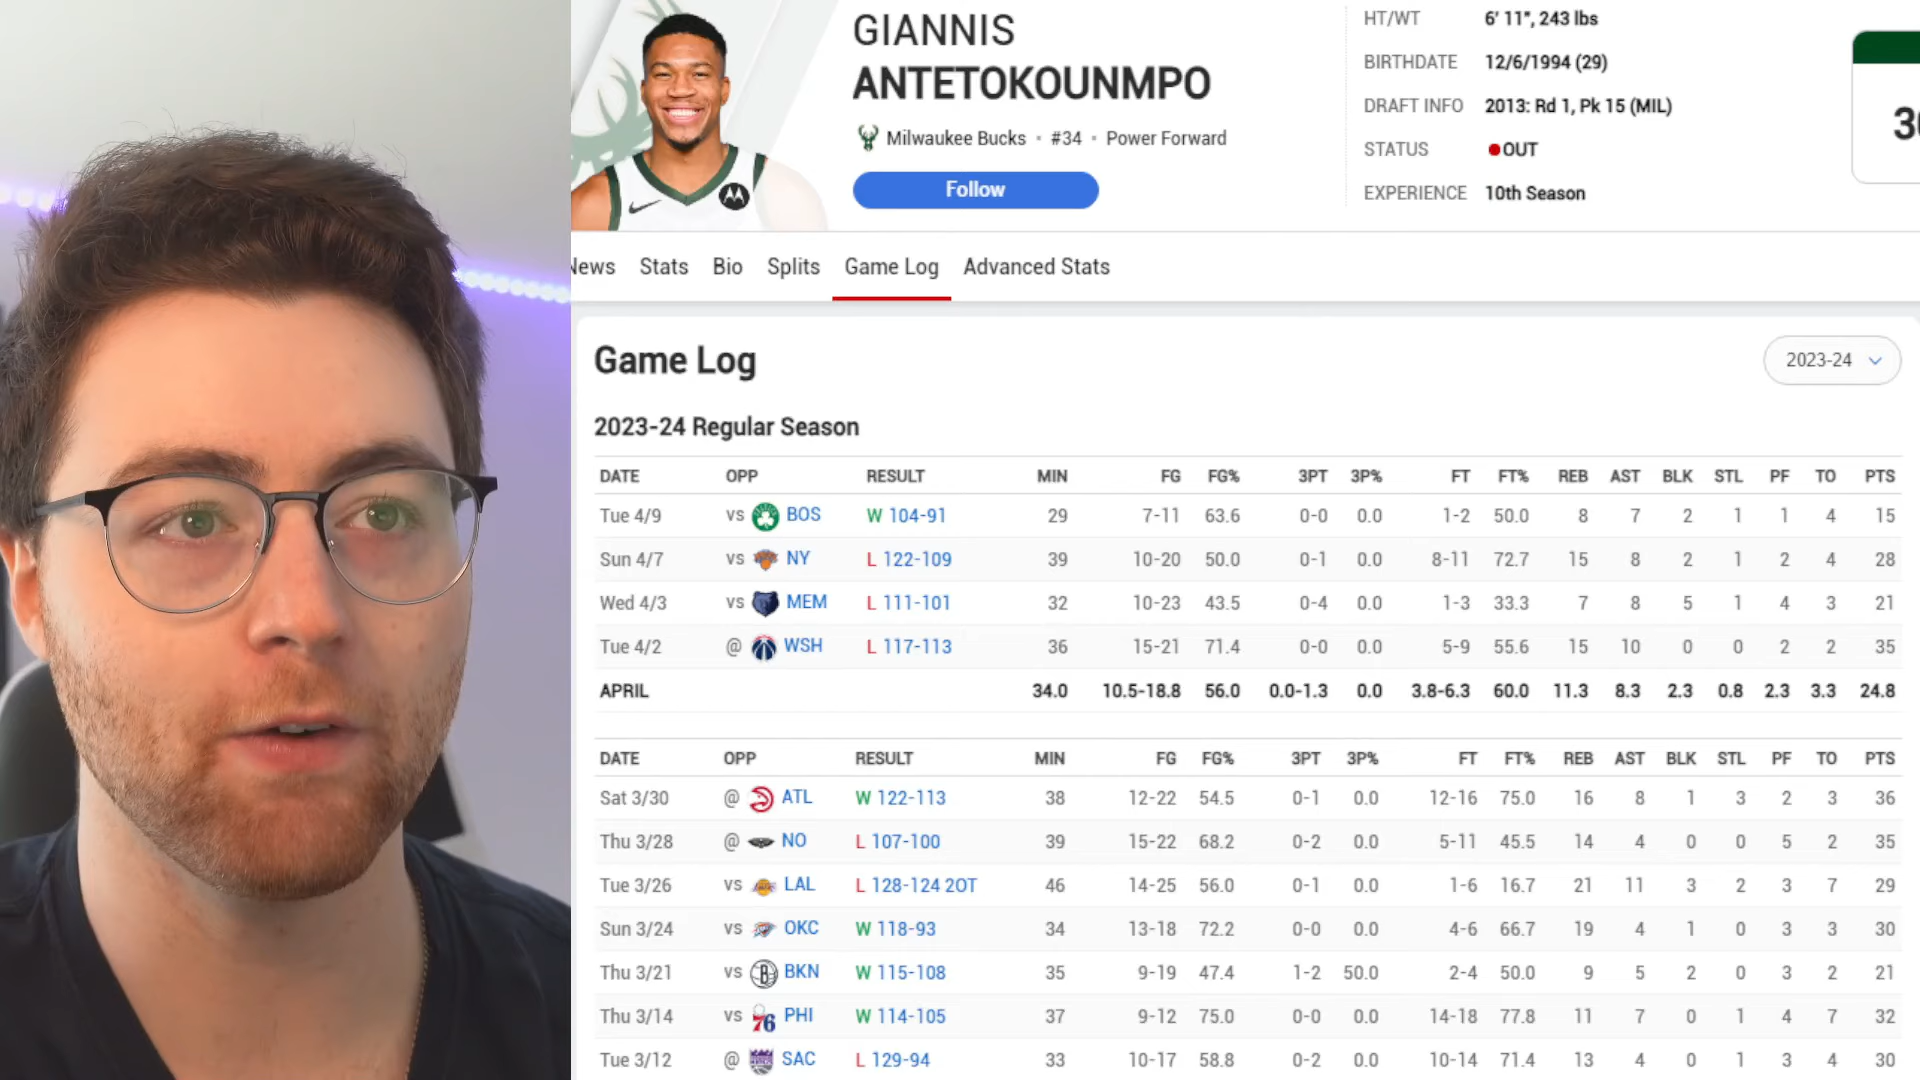 GIANNIS
ANTETOKOUNMPO
Milwaukee Bucks • #34 • Power Forward
Follow
HT/WT 6' 11", 243 lbs
BIRTHDATE 12/6/1994 (29)
DRAFT INFO 2013: Rd 1, Pk 15 (MIL)
STATUS OUT
EXPERIENCE 10th Season
News Stats Bio Splits Game Log Advanced Stats
Game Log
2023-24
2023-24 Regular Season
DATE OPP RESULT MIN FG FG% 3PT 3P% FT FT% REB AST BLK STL PF TO PTS
Tue 4/9 vs BOS W 104-91 29 7-11 63.6 0-0 0.0 1-2 50.0 8 7 2 1 1 4 15
Sun 4/7 vs NY L 122-109 39 10-20 50.0 0-1 0.0 8-11 72.7 15 8 2 1 2 4 28
Wed 4/3 vs MEM L 111-101 32 10-23 43.5 0-4 0.0 1-3 33.3 7 8 5 1 4 3 21
Tue 4/2 @ WSH L 117-113 36 15-21 71.4 0-0 0.0 5-9 55.6 15 10 0 0 2 2 35
APRIL 34.0 10.5-18.8 56.0 0.0-1.3 0.0 3.8-6.3 60.0 11.3 8.3 2.3 0.8 2.3 3.3 24.8
DATE OPP RESULT MIN FG FG% 3PT 3P% FT FT% REB AST BLK STL PF TO PTS
Sat 3/30 @ ATL W 122-113 38 12-22 54.5 0-1 0.0 12-16 75.0 16 8 1 3 2 3 36
Thu 3/28 @ NO L 107-100 39 15-22 68.2 0-2 0.0 5-11 45.5 14 4 0 0 5 2 35
Tue 3/26 vs LAL L 128-124 2OT 46 14-25 56.0 0-1 0.0 1-6 16.7 21 11 3 2 3 7 29
Sun 3/24 vs OKC W 118-93 34 13-18 72.2 0-0 0.0 4-6 66.7 19 4 1 0 3 3 30
Thu 3/21 vs BKN W 115-108 35 9-19 47.4 1-2 50.0 2-4 50.0 9 5 2 0 3 2 21
Thu 3/14 vs PHI W 114-105 37 9-12 75.0 0-0 0.0 14-18 77.8 11 7 0 1 4 7 32
Tue 3/12 @ SAC L 129-94 33 10-17 58.8 0-2 0.0 10-14 71.4 13 4 0 1 3 4 30